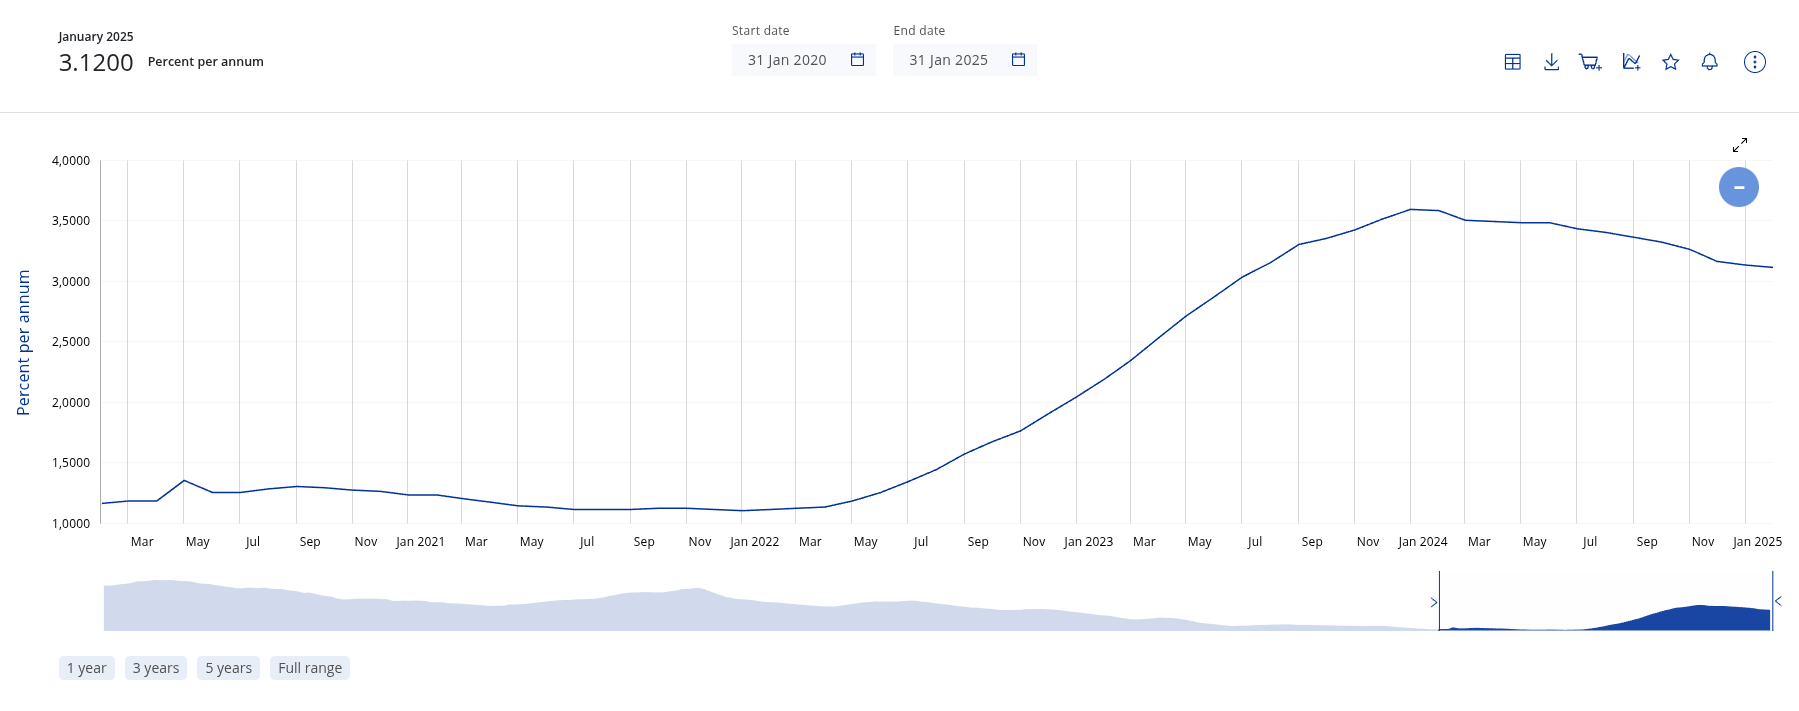 January 2025
3.1200 Percent per annum
Start date
31 Jan 2020
End date
31 Jan 2025
4,0000
3,5000
3,0000
2,5000
2,0000
1,5000
1,0000
Percent per annum
Mar May Jul Sep Nov Jan 2021 Mar May Jul Sep Nov Jan 2022 Mar May Jul Sep Nov Jan 2023 Mar May Jul Sep Nov Jan 2024 Mar May Jul Sep Nov Jan 2025
1 year 3 years 5 years Full range